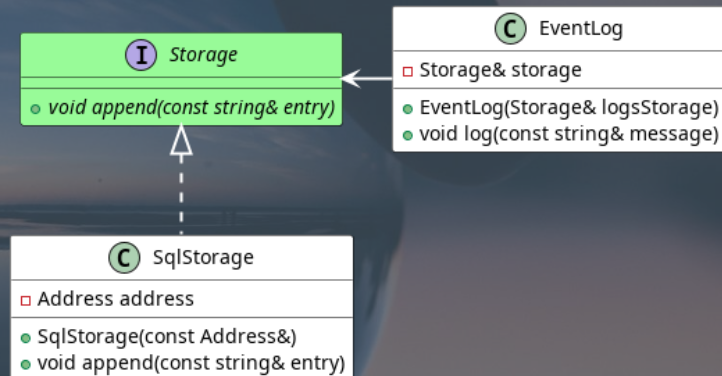 I Storage
void append(const string& entry)
C EventLog
Storage& storage
EventLog(Storage& logsStorage)
void log(const string& message)
C SqlStorage
Address address
SqlStorage(const Address&)
void append(const string& entry)